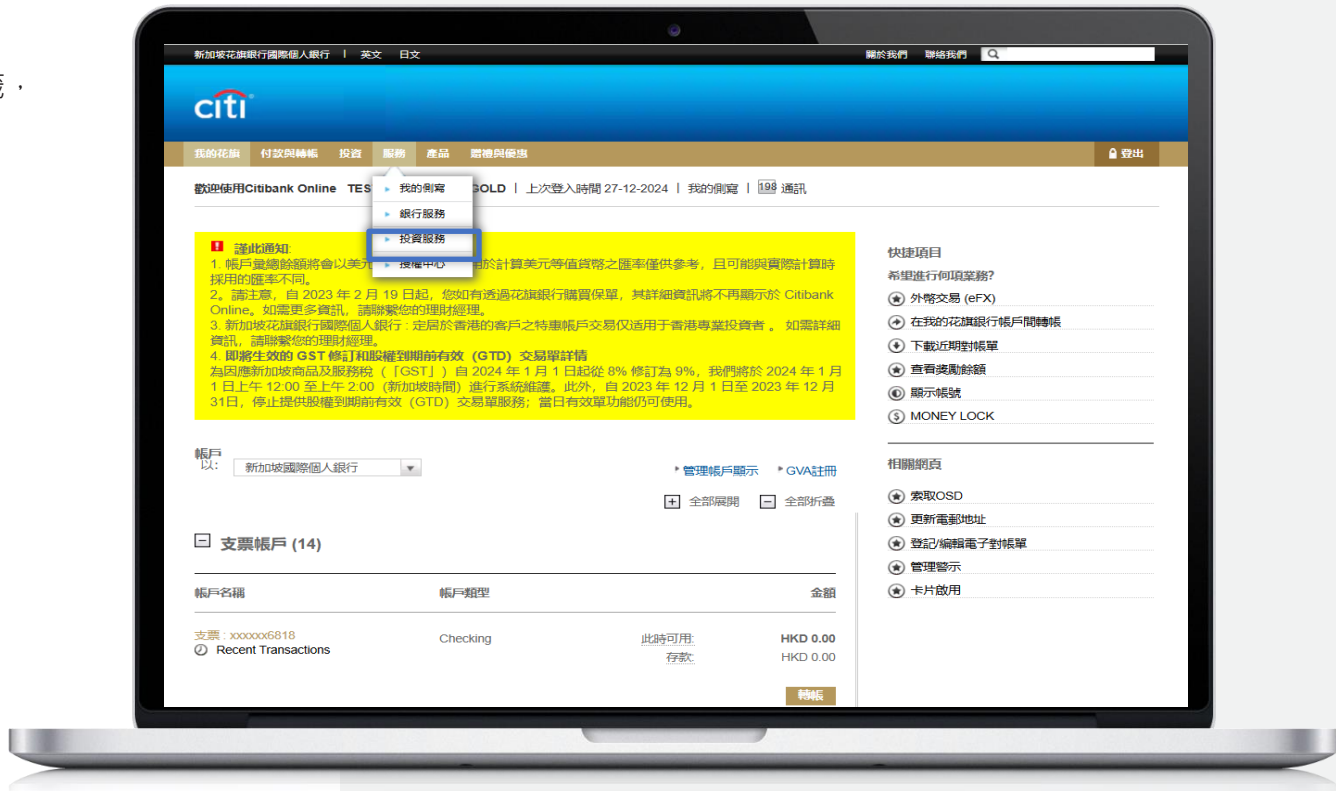 義，
新加坡花旗銀行國際個人銀行 | 英文 日文
關於我們 聯絡我們
citi
我的花旗 付款與轉帳 投資 服務 產品 嘗禮與優惠
登出
歡迎使用Citibank Online TES GOLD | 上次登入時間 27-12-2024 | 我的側寫 | 198 通訊
我的側寫
銀行服務
投資服務
授權中心
謹此通知:
1. 帳戶量總餘額將會以美元 用於計算美元等值貨幣之匯率僅供參考，且可能與實際計算時
採用的匯率不同。
2。請注意，自 2023 年 2 月 19 日起，您如有透過花旗銀行購買保單，其詳細資訊將不再顯示於 Citibank
Online。如需更多資訊，請聯繫您的理財經理。
3. 新加坡花旗銀行國際個人銀行 : 定居於香港的客戶之特重帳戶交易仅适用于香港專業投資者 。 如需詳細
資訊，請聯繫您的理財經理。
4. 即將生效的 GST 修訂和股權到期前有效 (GTD) 交易單詳情
為因應新加坡商品及服務稅 (「GST」) 自 2024 年 1 月 1 日起從 8% 修訂為 9%，我們將於 2024 年 1 月
1 日上午 12:00 至上午 2:00 (新加坡時間) 進行系統維護。此外，自 2023 年 12 月 1 日至 2023 年 12 月
31日，停止提供股權到期前有效 (GTD) 交易單服務；當日有效單功能仍可使用。
帳戶
以: 新加坡國際個人銀行
管理帳戶顯示 GVA註冊
全部展開 全部折疊
支票帳戶 (14)
帳戶名稱 帳戶類型 金額
支票 : xxxxxx6818 Checking 此時可用: HKD 0.00
Recent Transactions 存款: HKD 0.00
轉帳
快捷項目
希望進行何項業務?
外幣交易 (eFX)
在我的花旗銀行帳戶間轉帳
下載近期對帳單
查看獎勵餘額
顯示帳號
MONEY LOCK
相關網頁
索取OSD
更新電郵地址
登記/編輯電子對帳單
管理警示
卡片啟用